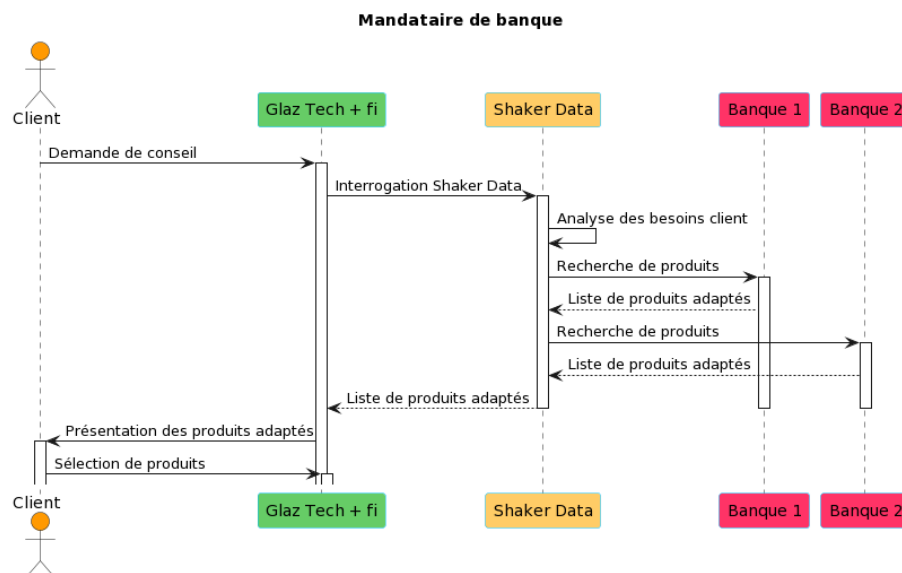 Mandataire de banque
Client
Glaz Tech + fi
Shaker Data
Banque 1
Banque 2
Demande de conseil
Interrogation Shaker Data
Analyse des besoins client
Recherche de produits
Liste de produits adaptés
Recherche de produits
Liste de produits adaptés
Liste de produits adaptés
Présentation des produits adaptés
Sélection de produits
Client
Glaz Tech + fi
Shaker Data
Banque 1
Banque 2